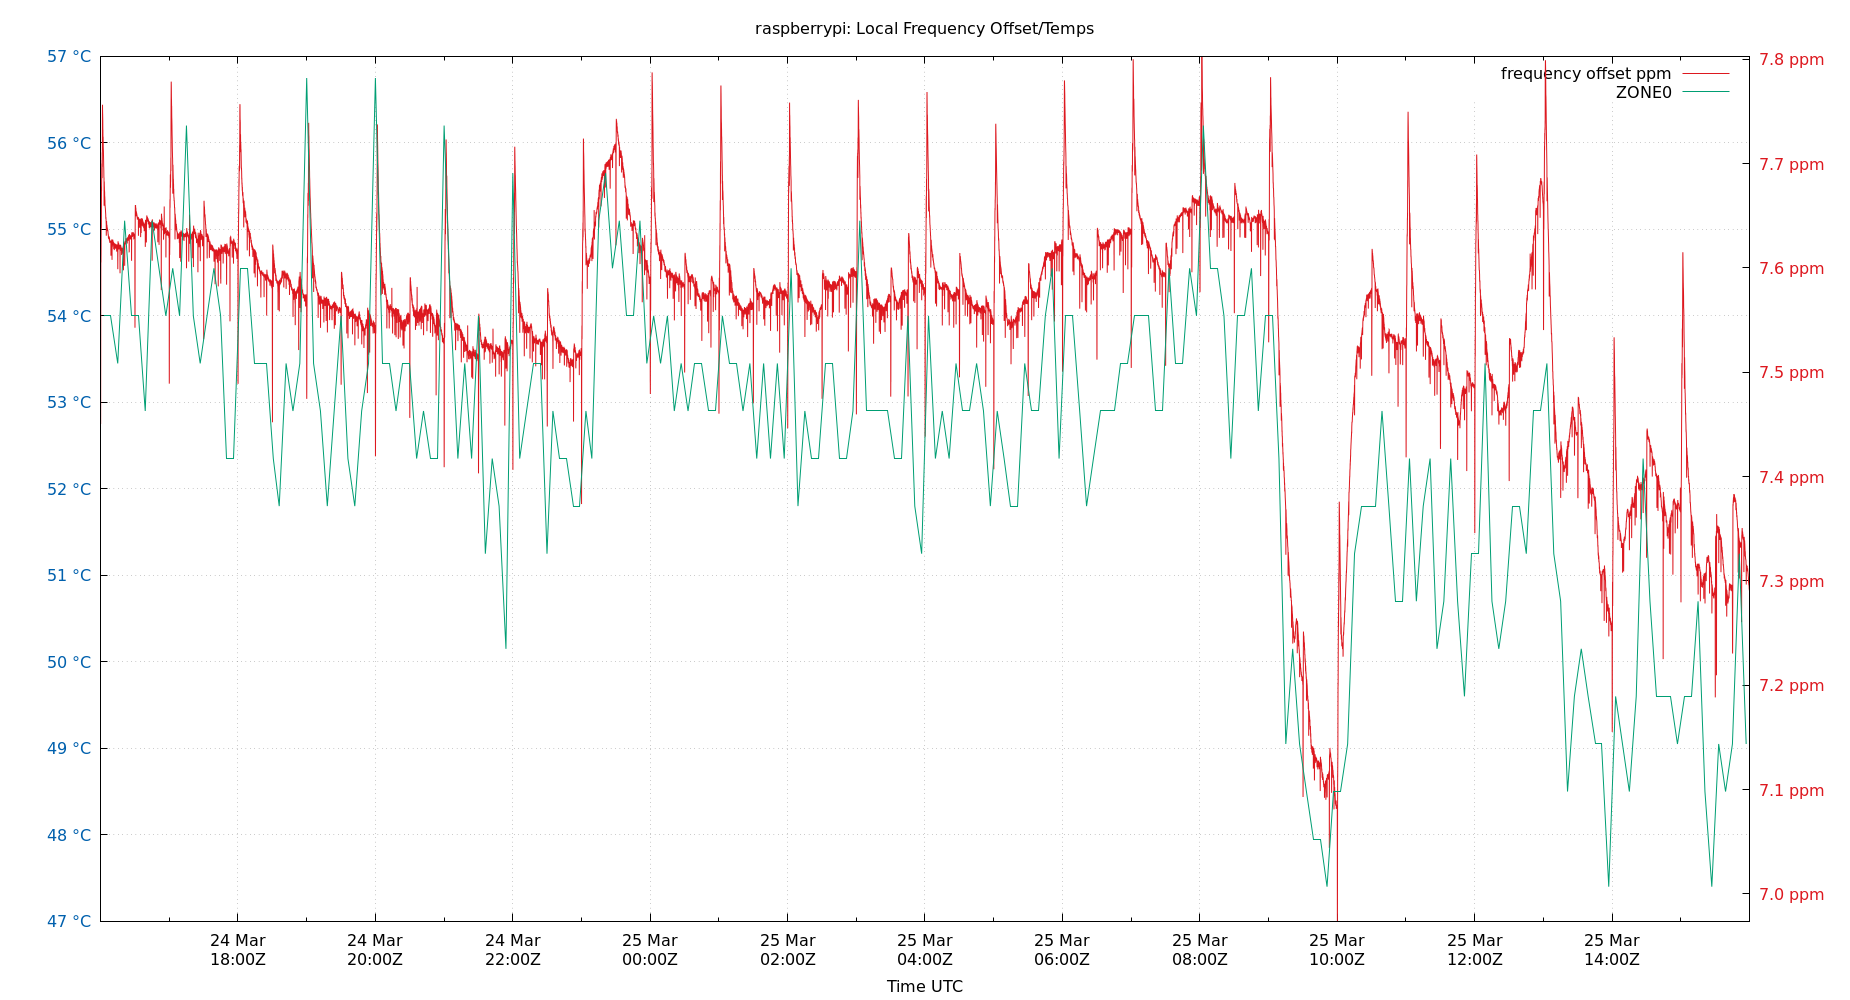 raspberrypi: Local Frequency Offset/Temps
57 °C
56 °C
55 °C
54 °C
53 °C
52 °C
51 °C
50 °C
49 °C
48 °C
47 °C
7.8 ppm
7.7 ppm
7.6 ppm
7.5 ppm
7.4 ppm
7.3 ppm
7.2 ppm
7.1 ppm
7.0 ppm
frequency offset ppm
ZONE0
24 Mar
18:00Z
24 Mar
20:00Z
24 Mar
22:00Z
25 Mar
00:00Z
25 Mar
02:00Z
25 Mar
04:00Z
25 Mar
06:00Z
25 Mar
08:00Z
25 Mar
10:00Z
25 Mar
12:00Z
25 Mar
14:00Z
Time UTC